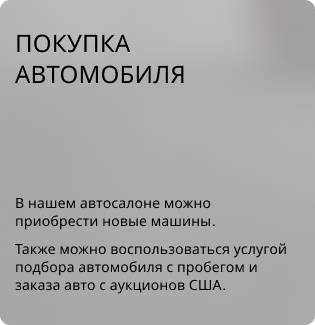 ПОКУПКА
АВТОМОБИЛЯ
В нашем автосалоне можно
приобрести новые машины.
Также можно воспользоваться услугой
подбора автомобиля с пробегом и
заказа авто с аукционов США.